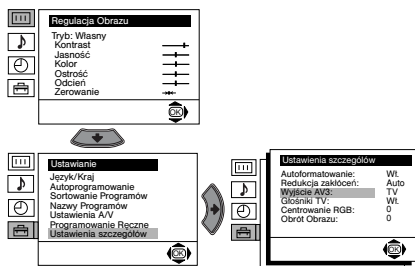 Regulacja Obrazu
Tryb: Własny
Kontrast
Jasność
Kolor
Ostrość
Odcień
Zerowanie
OK
Ustawianie
Język/Kraj
Autoprogramowanie
Sortowanie Programów
Nazwy Programów
Ustawienia A/V
Programowanie Ręczne
Ustawienia szczegółów
OK
Ustawienia szczegółów
Autoformatowanie: Wł.
Redukcja zakłóceń: Auto
Wyjście AV3: TV
Głośniki TV: Wł.
Centrowanie RGB: 0
Obrót Obrazu: 0
OK